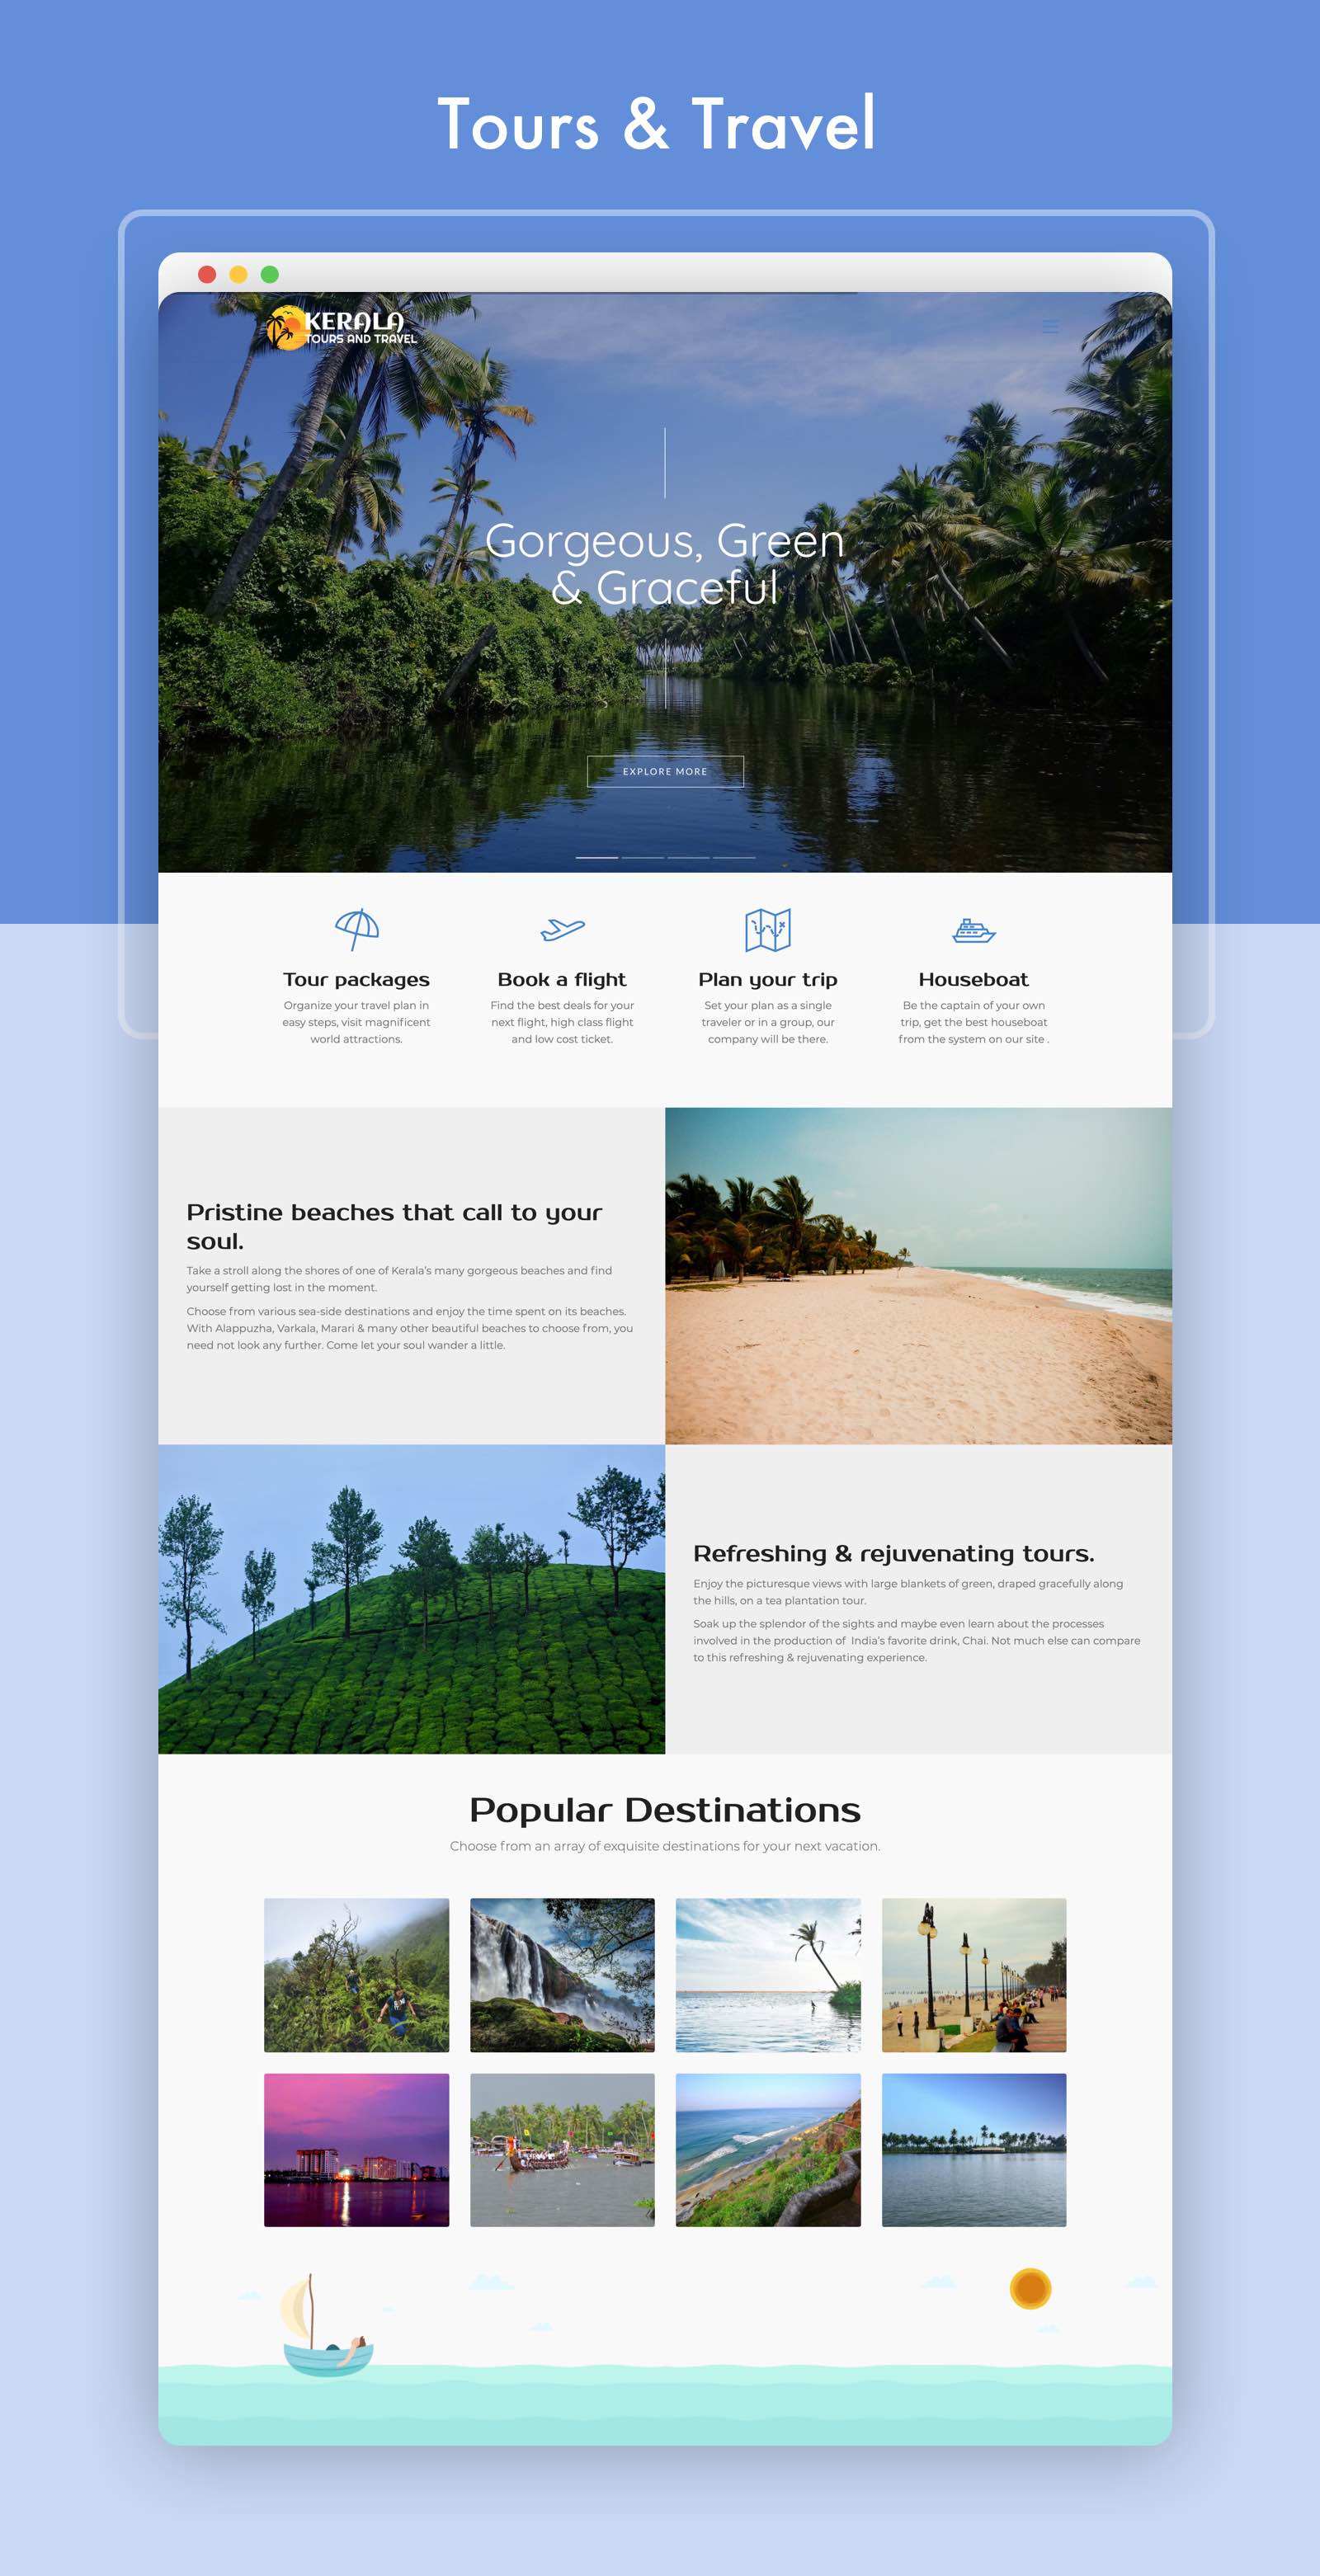 Tours & Travel
KERALA
TOURS AND TRAVEL
Gorgeous, Green
& Graceful
EXPLORE MORE
Tour packages
Organize your travel plan in
easy steps, visit magnificent
world attractions.
Book a flight
Find the best deals for your
next flight, high class flight
and low cost ticket.
Plan your trip
Set your plan as a single
traveler or in a group, our
company will be there.
Houseboat
Be the captain of your own
trip, get the best houseboat
from the system on our site .
Pristine beaches that call to your
soul.
Take a stroll along the shores of one of Kerala's many gorgeous beaches and find
yourself getting lost in the moment.
Choose from various sea-side destinations and enjoy the time spent on its beaches.
With Alappuzha, Varkala, Marari & many other beautiful beaches to choose from, you
need not look any further. Come let your soul wander a little.
Refreshing & rejuvenating tours.
Enjoy the picturesque views with large blankets of green, draped gracefully along
the hills, on a tea plantation tour.
Soak up the splendor of the sights and maybe even learn about the processes
involved in the production of  India's favorite drink, Chai. Not much else can compare
to this refreshing & rejuvenating experience.
Popular Destinations
Choose from an array of exquisite destinations for your next vacation.